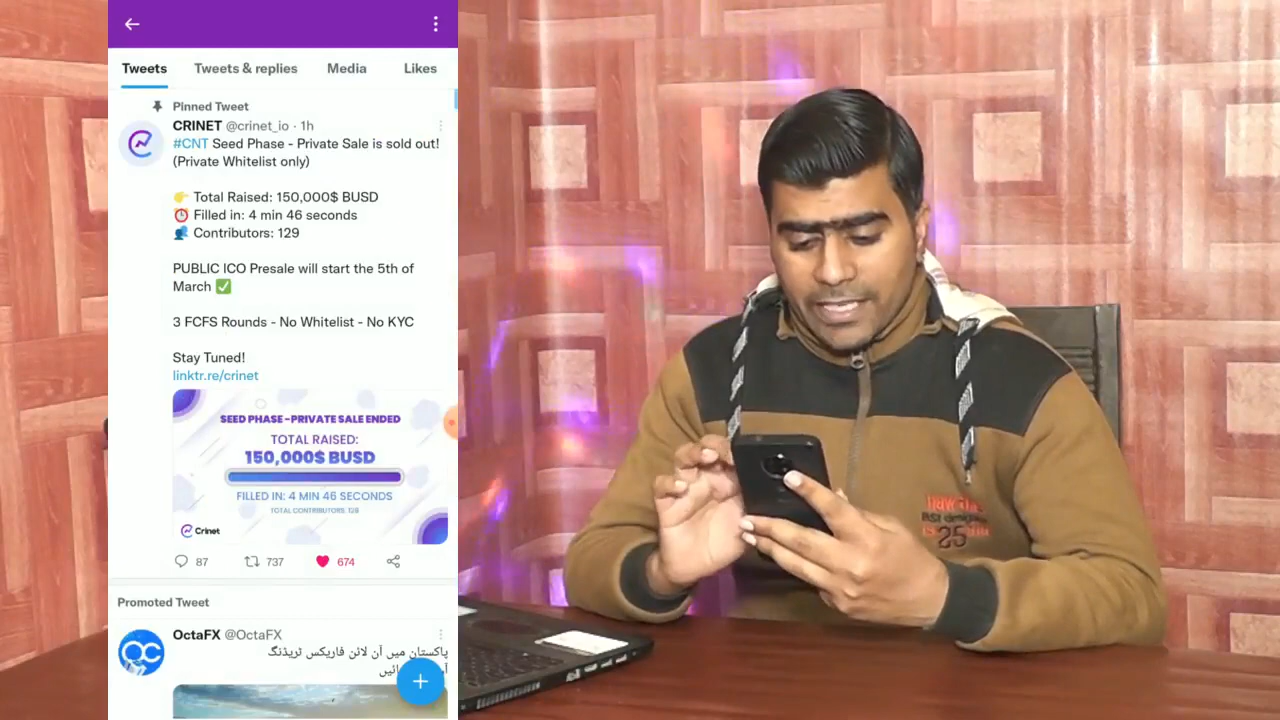 Tweets
Tweets & replies
Media
Likes
Pinned Tweet
CRINET @crinet_io · 1h
#CNT Seed Phase - Private Sale is sold out!
(Private Whitelist only)
👉 Total Raised: 150,000$ BUSD
⏰ Filled in: 4 min 46 seconds
👥 Contributors: 129
PUBLIC ICO Presale will start the 5th of
March ✅
3 FCFS Rounds - No Whitelist - No KYC
Stay Tuned!
linktr.re/crinet
SEED PHASE - PRIVATE SALE ENDED
TOTAL RAISED:
150,000$ BUSD
FILLED IN: 4 MIN 46 SECONDS
TOTAL CONTRIBUTORS:
Crinet
87
737
674
Promoted Tweet
OctaFX @OctaFX
پاکستان میں آن لائن فاریکس ٹریڈنگ
25